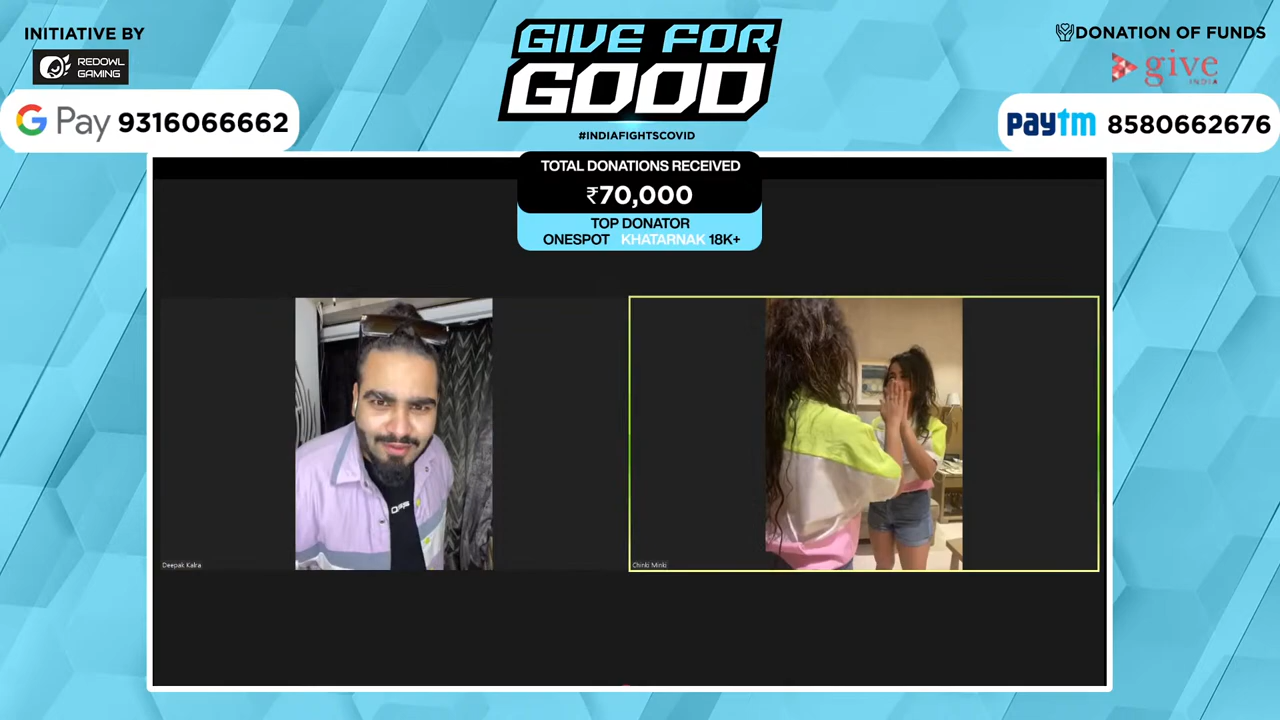 INITIATIVE BY
REDOWL
GAMING
G Pay 9316066662
GIVE FOR
GOOD
#INDIAFIGHTSCOVID
DONATION OF FUNDS
give
INDIA
paytm 8580662676
TOTAL DONATIONS RECEIVED
₹70,000
TOP DONATOR
ONESPOT KHATARNAK 18K+
Deepak Kalra
Chinki Minki